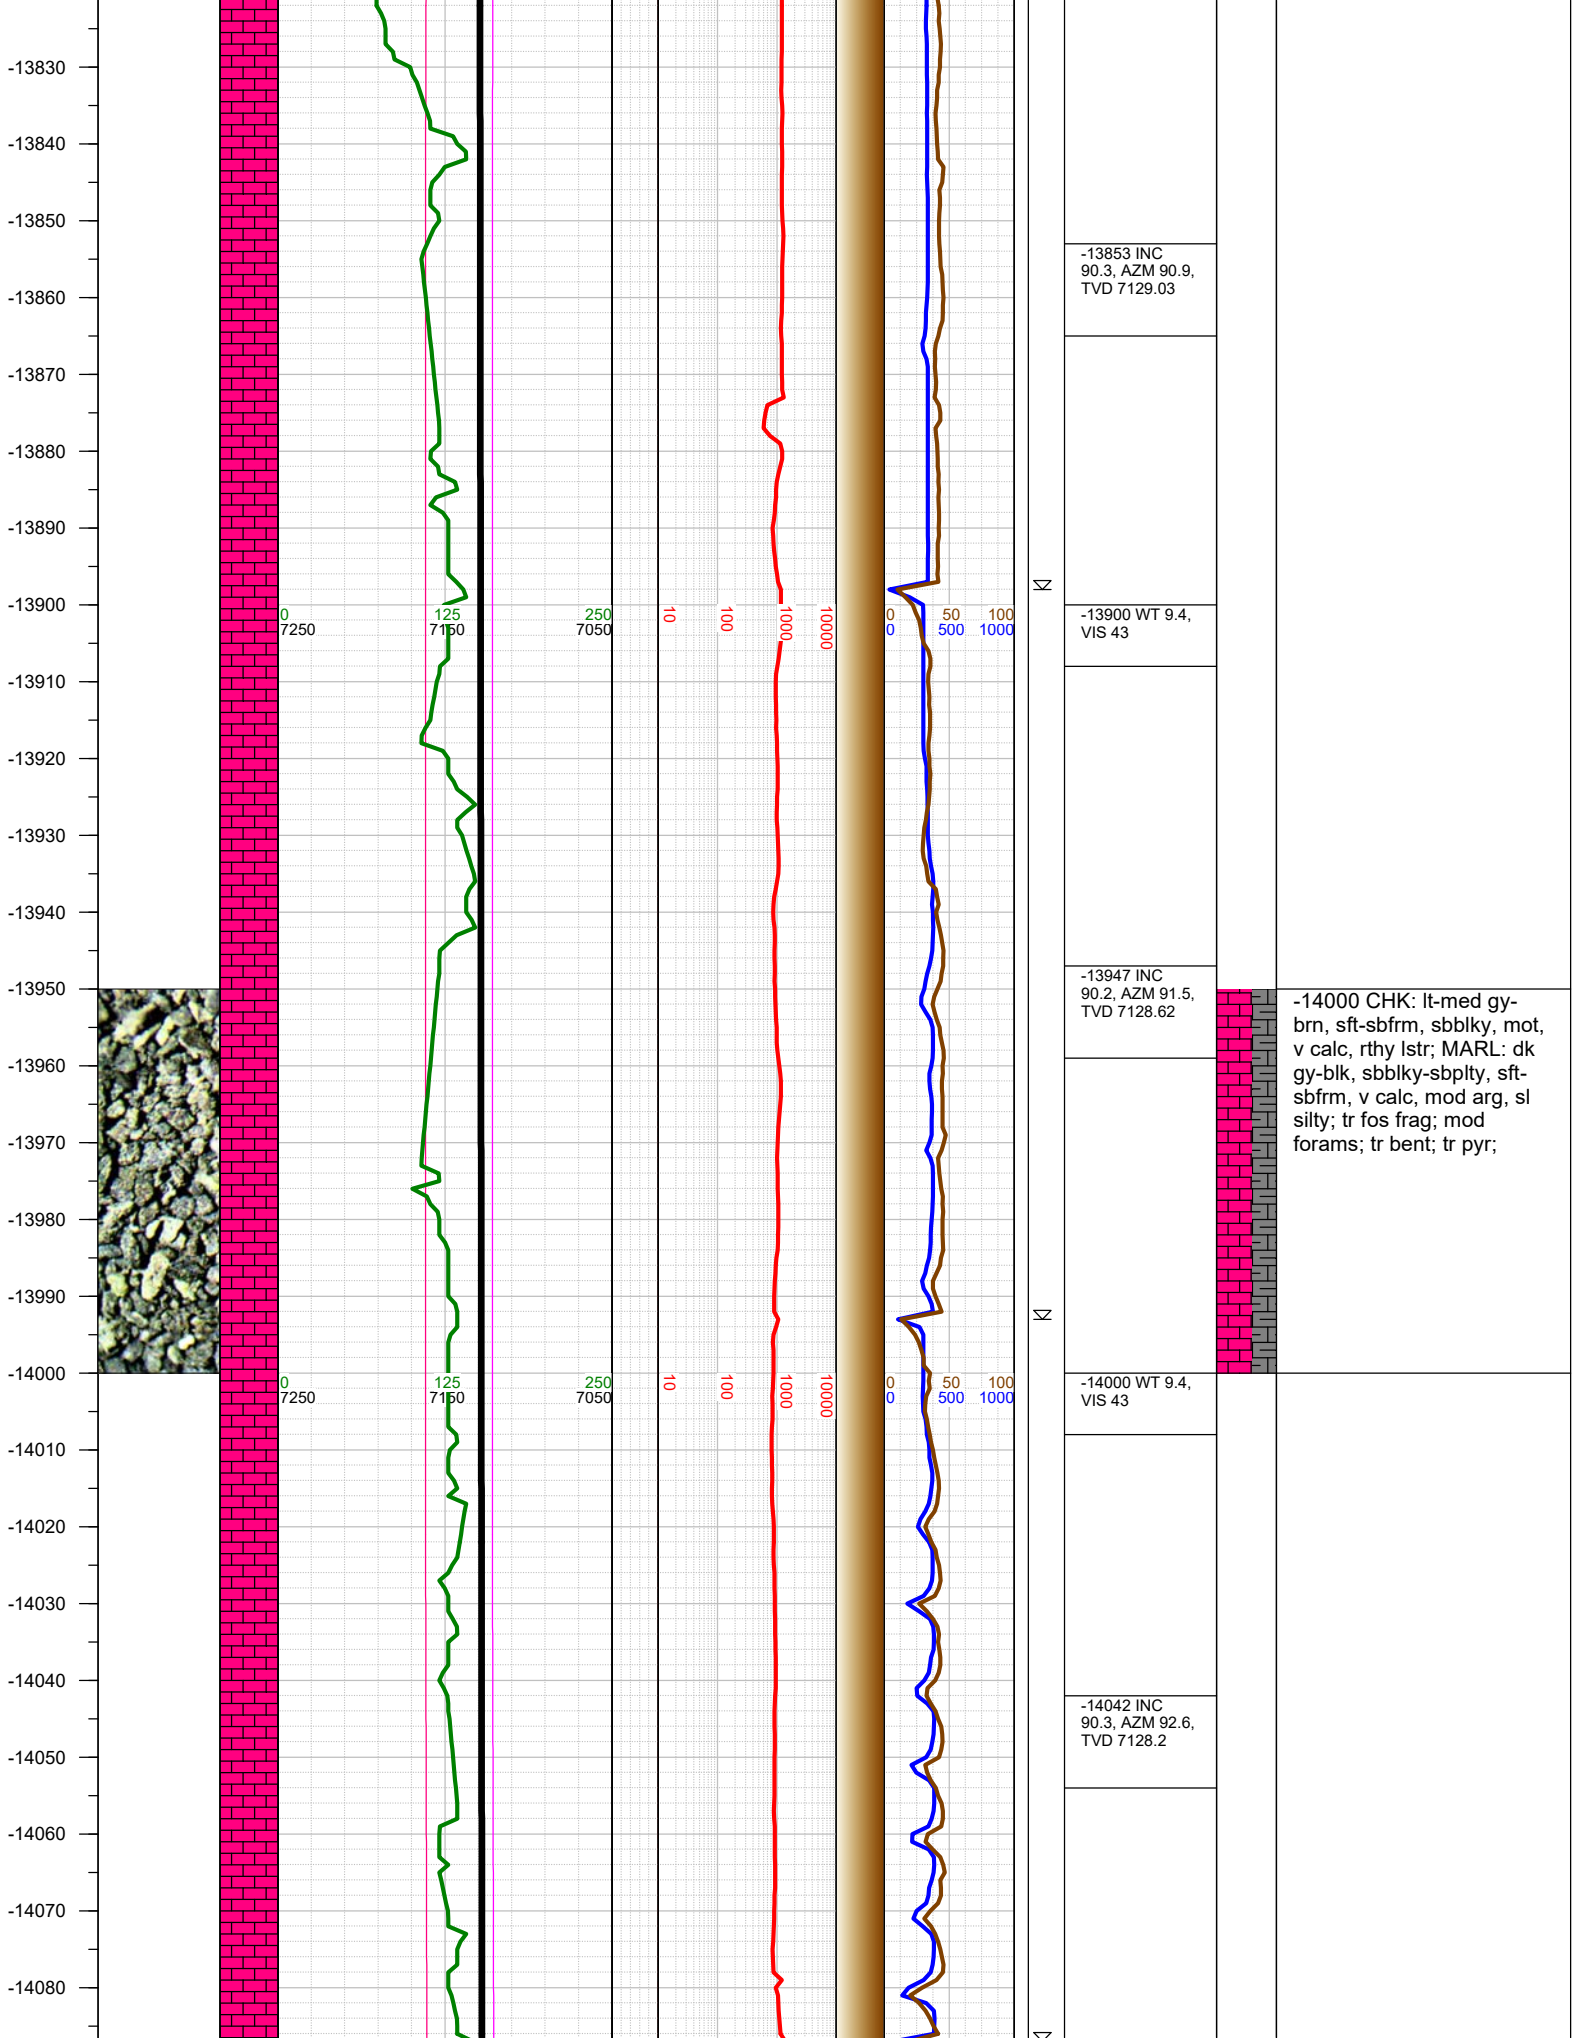 -13830
-13840
-13850
-13853 INC
90.3, AZM 90.9,
TVD 7129.03
-13860
-13870
-13880
-13890
-13900
0 125 250
7250 7150 7050
10 100 1000 10000
0 50 100
0 500 1000
-13900 WT 9.4,
VIS 43
-13910
-13920
-13930
-13940
-13947 INC
90.2, AZM 91.5,
TVD 7128.62
-13950
-14000 CHK: lt-med gy-
brn, sft-sbfrm, sbblky, mot,
v calc, rthy lstr; MARL: dk
gy-blk, sbblky-sbplty, sft-
sbfrm, v calc, mod arg, sl
silty; tr fos frag; mod
forams; tr bent; tr pyr;
-13960
-13970
-13980
-13990
-14000
0 125 250
7250 7150 7050
10 100 1000 10000
0 50 100
0 500 1000
-14000 WT 9.4,
VIS 43
-14010
-14020
-14030
-14040
-14042 INC
90.3, AZM 92.6,
TVD 7128.2
-14050
-14060
-14070
-14080